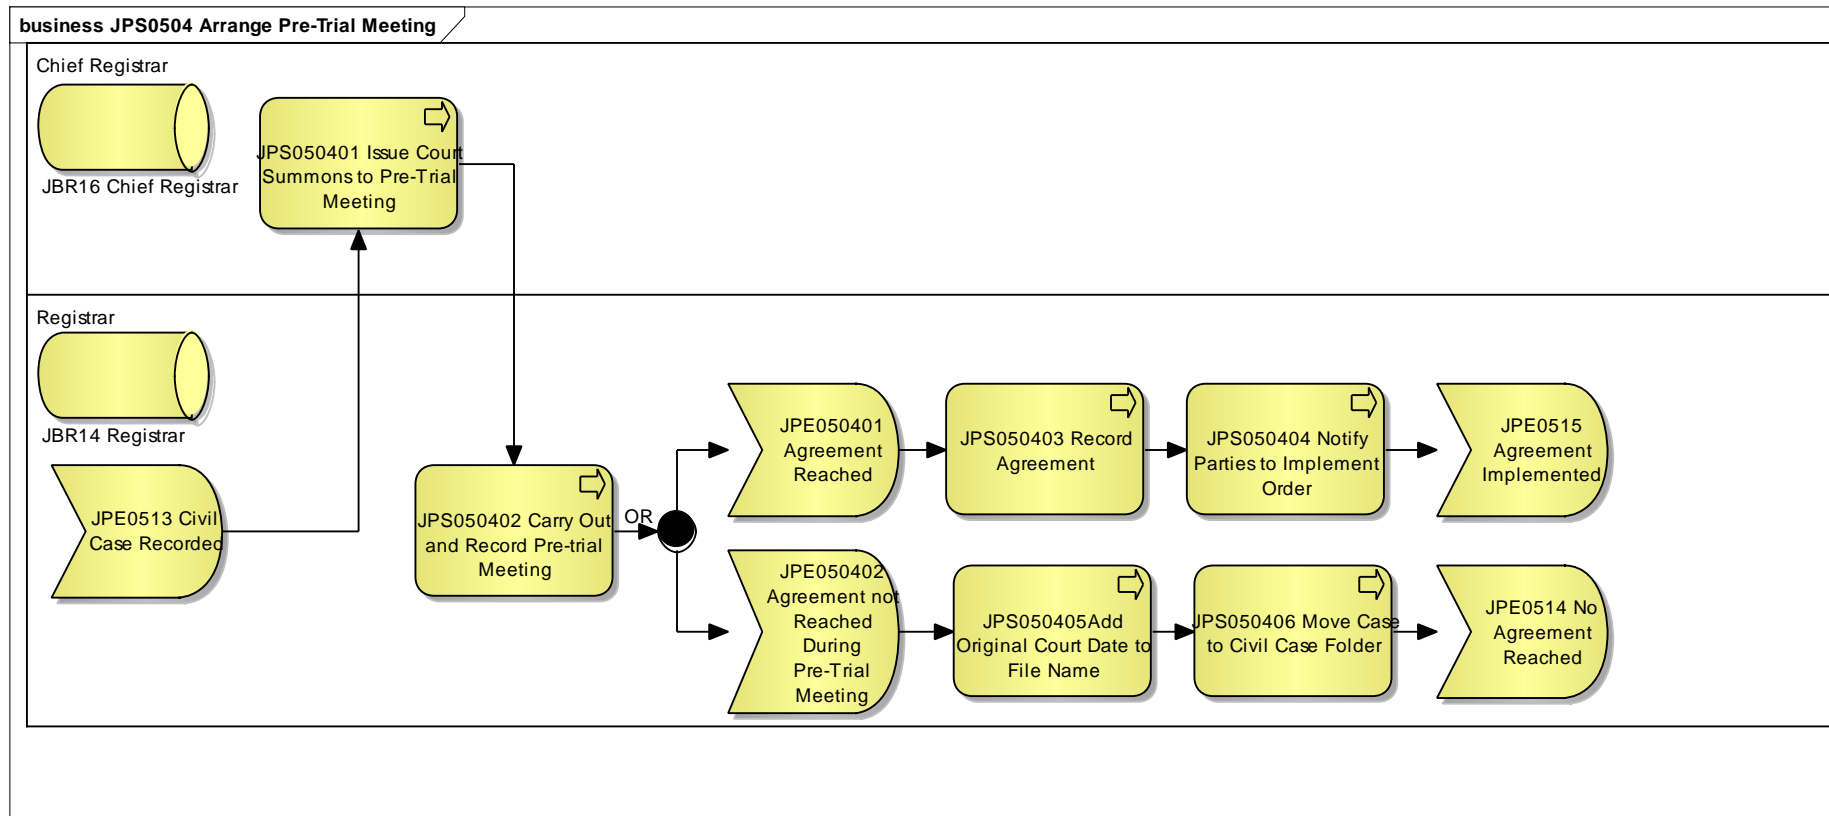 business JPS0504 Arrange Pre-Trial Meeting
Chief Registrar
JBR16 Chief Registrar
JPS050401 Issue Court
Summons to Pre-Trial
Meeting
Registrar
JBR14 Registrar
JPE0513 Civil
Case Recorded
JPS050402 Carry Out
and Record Pre-trial
Meeting
OR
JPE050401
Agreement
Reached
JPS050403 Record
Agreement
JPS050404 Notify
Parties to Implement
Order
JPE0515
Agreement
Implemented
JPE050402
Agreement not
Reached
During
Pre-Trial
Meeting
JPS050405Add
Original Court Date to
File Name
JPS050406 Move Case
to Civil Case Folder
JPE0514 No
Agreement
Reached